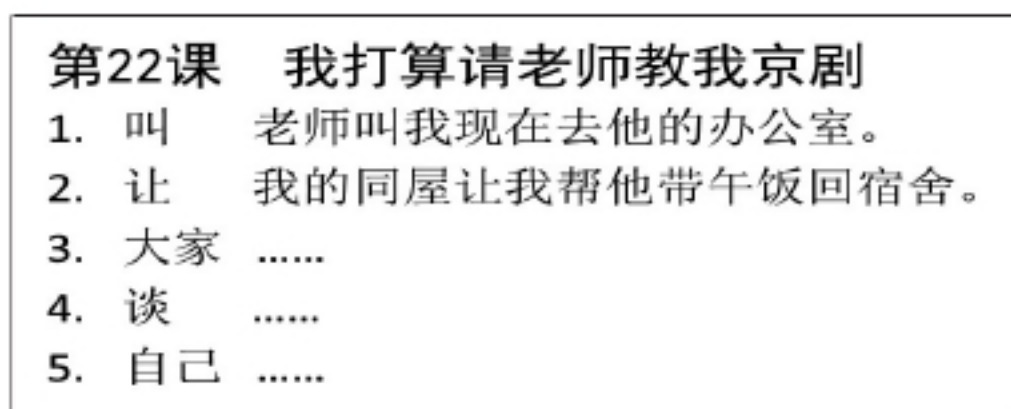 第22课 我打算请老师教我京剧
1. 叫 老师叫我现在去他的办公室。
2. 让 我的同屋让我帮他带午饭回宿舍。
3. 大家 ……
4. 谈 ……
5. 自己 ……